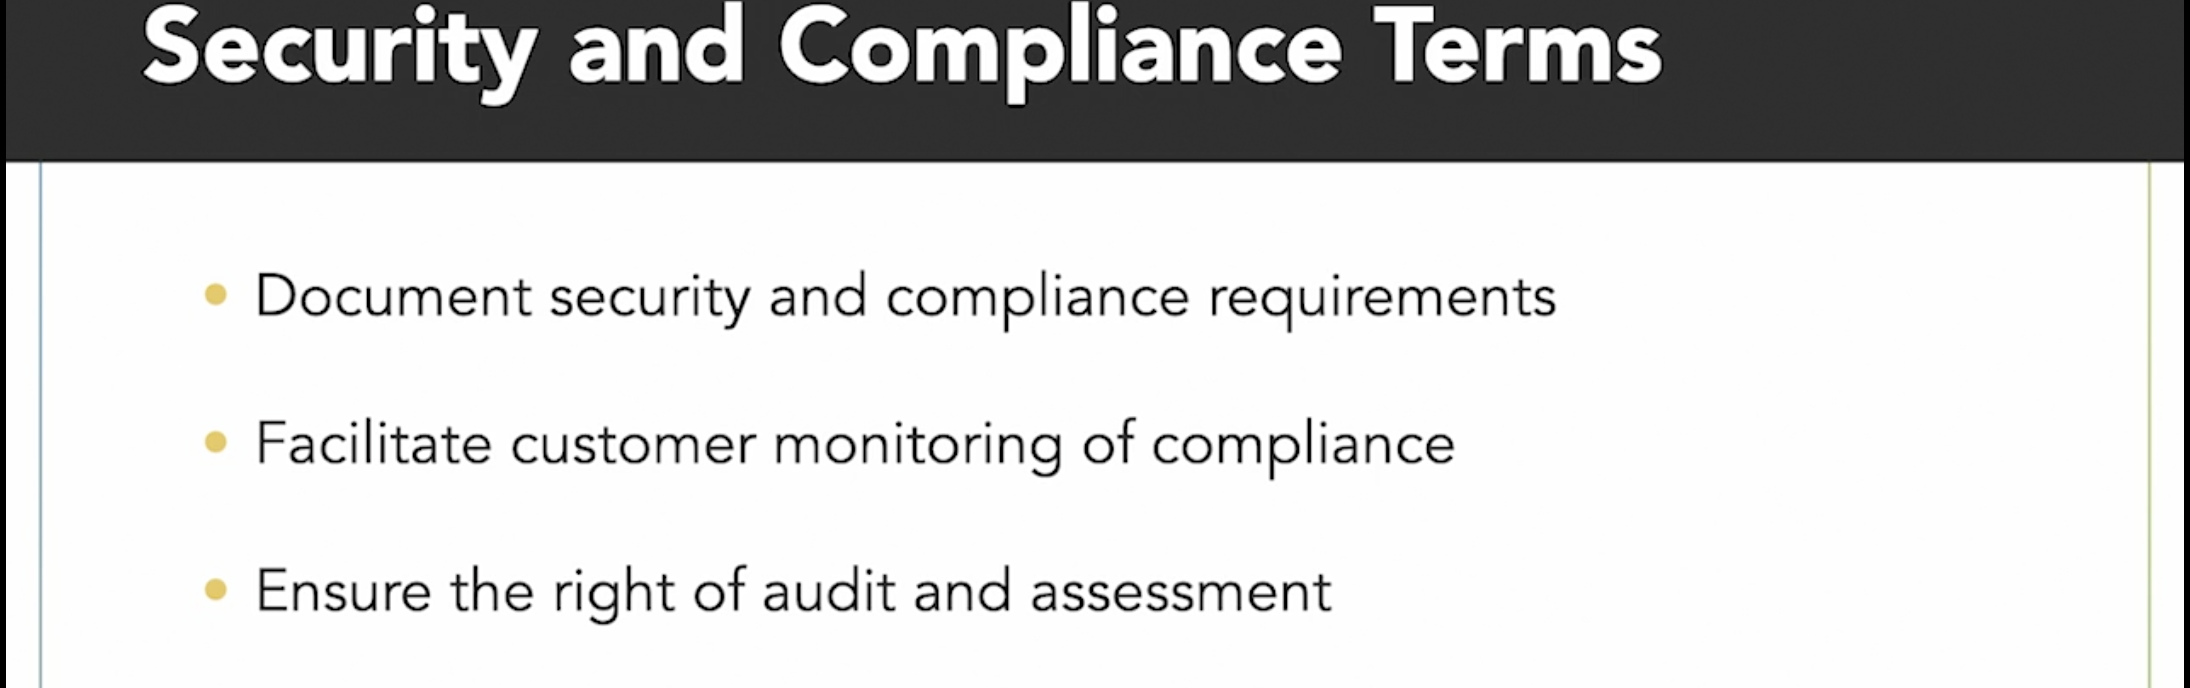 Security and Compliance Terms
Document security and compliance requirements
Facilitate customer monitoring of compliance
Ensure the right of audit and assessment